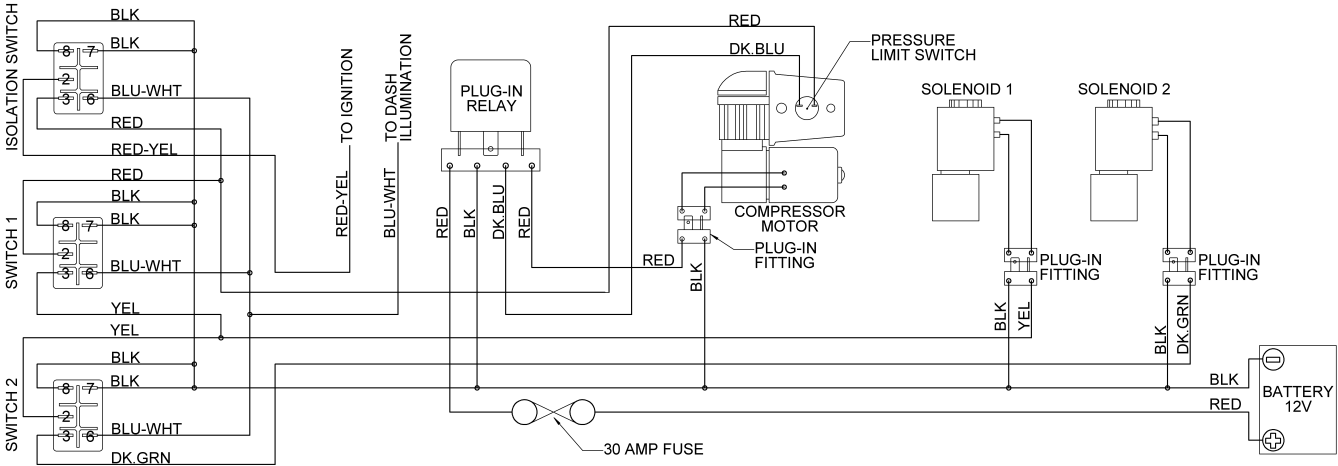 ISOLATION SWITCH
BLK
BLK
8 7
2
3 6
BLU-WHT
RED
RED-YEL
RED
SWITCH 1
BLK
BLK
8 7
2
3 6
BLU-WHT
YEL
YEL
SWITCH 2
BLK
BLK
8 7
2
3 6
BLU-WHT
DK.GRN
TO IGNITION
RED-YEL
TO DASH
ILLUMINATION
BLU-WHT
PLUG-IN
RELAY
RED
BLK
DK.BLU
RED
RED
DK.BLU
PRESSURE
LIMIT SWITCH
COMPRESSOR
MOTOR
PLUG-IN
FITTING
RED
BLK
SOLENOID 1
PLUG-IN
FITTING
BLK
YEL
SOLENOID 2
PLUG-IN
FITTING
BLK
DK.GRN
30 AMP FUSE
BLK
RED
BATTERY
12V